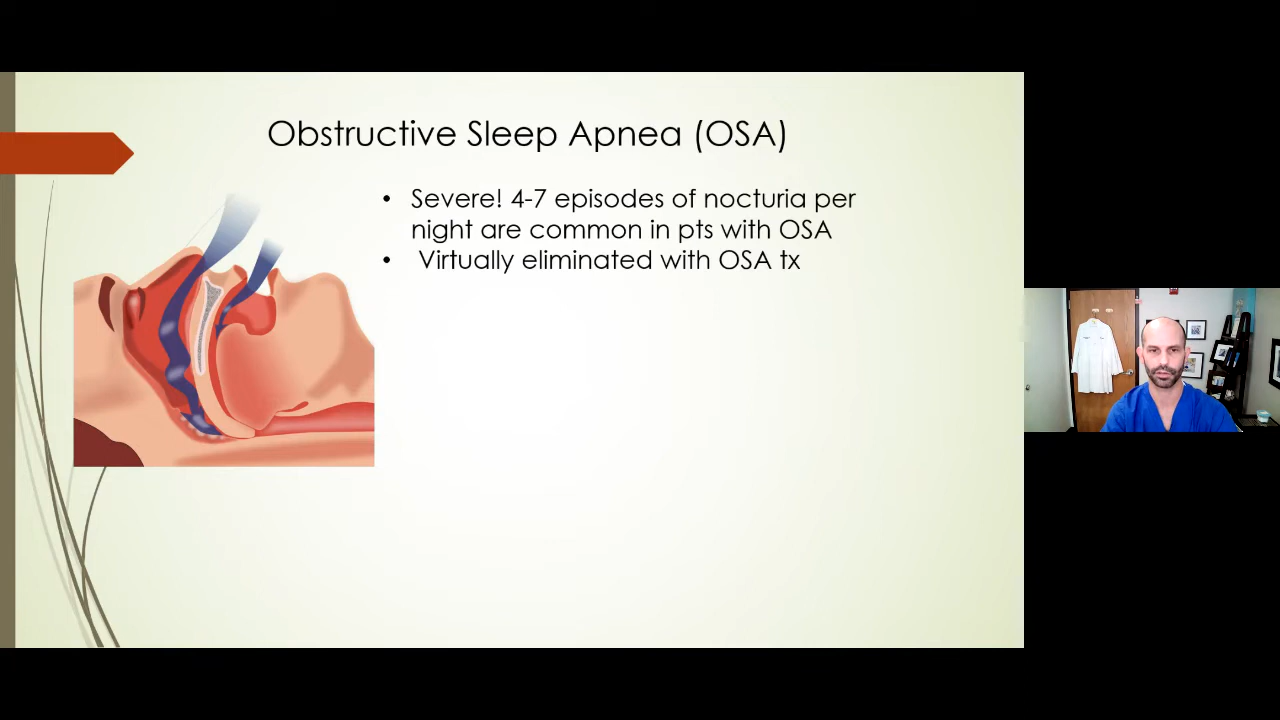 Obstructive Sleep Apnea (OSA)
• Severe! 4-7 episodes of nocturia per
night are common in pts with OSA
• Virtually eliminated with OSA tx